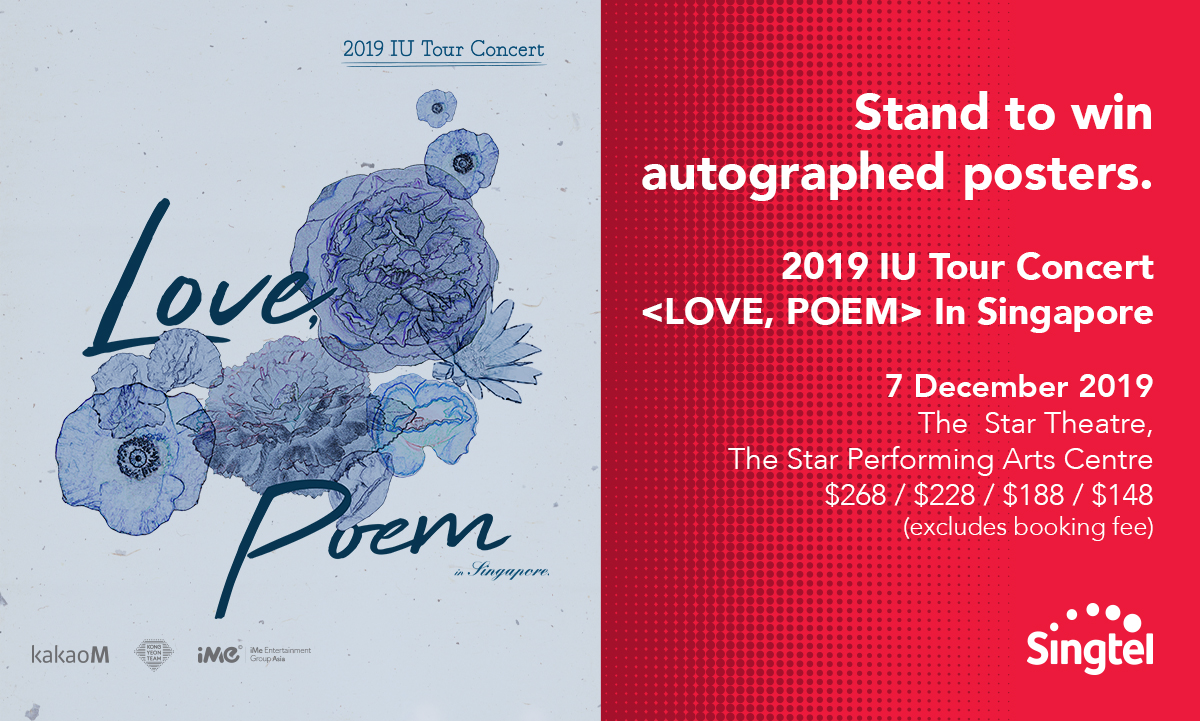 2019 IU Tour Concert
Love,
Poem
in Singapore.
kakaoM
KONG
YEON
TEAM
iMe
iMe Entertainment
Group Asia
Stand to win
autographed posters.
2019 IU Tour Concert
<LOVE, POEM> In Singapore
7 December 2019
The Star Theatre,
The Star Performing Arts Centre
$268 / $228 / $188 / $148
(excludes booking fee)
Singtel